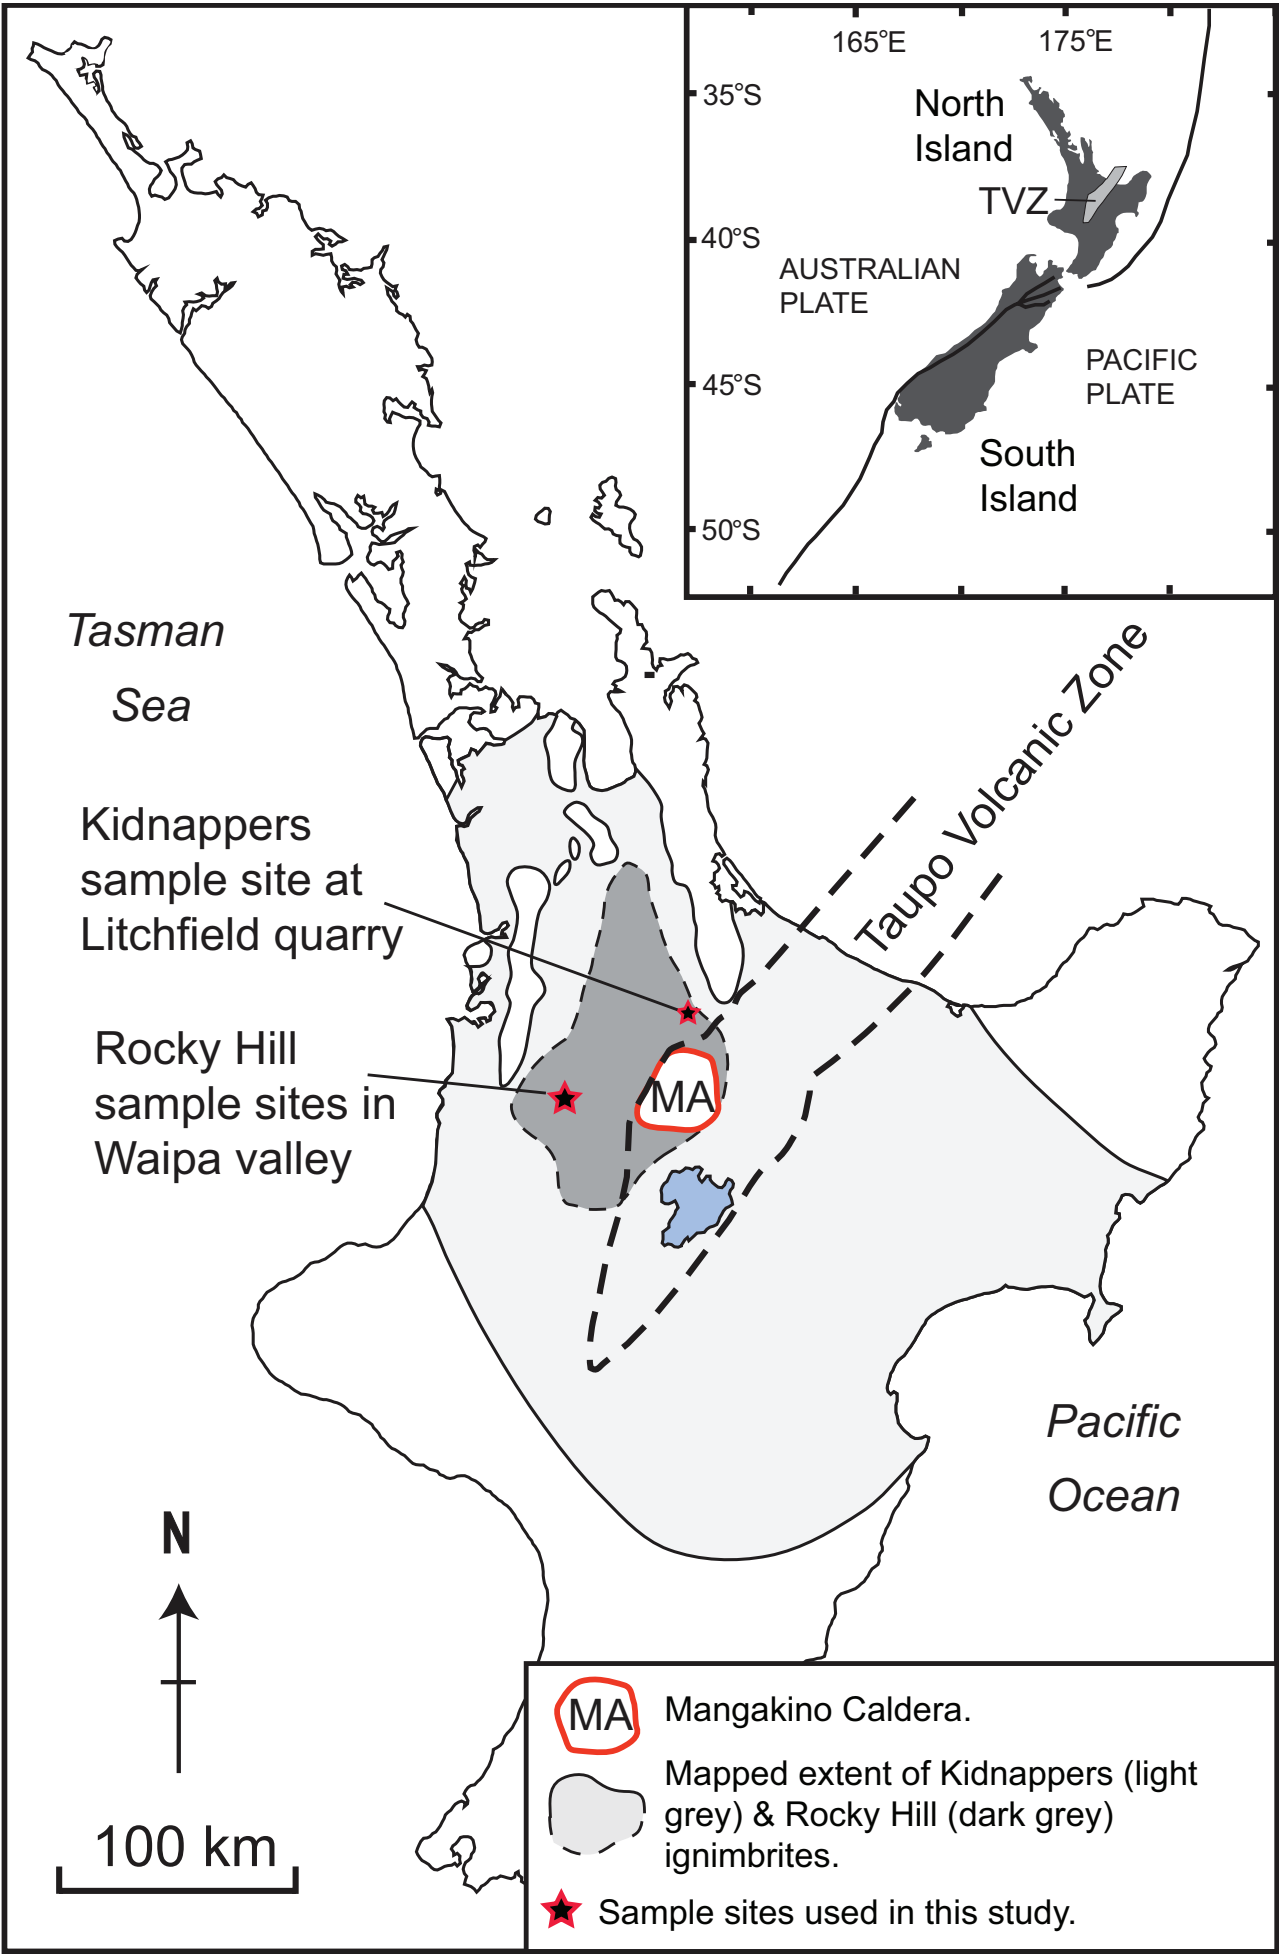 165°E
175°E
35°S
North
Island
TVZ
40°S
AUSTRALIAN
PLATE
PACIFIC
PLATE
45°S
South
Island
50°S
Tasman
Sea
Taupo Volcanic Zone
Kidnappers
sample site at
Litchfield quarry
Rocky Hill
sample sites in
Waipa valley
MA
Pacific
Ocean
N
100 km
MA
Mangakino Caldera.
Mapped extent of Kidnappers (light
grey) & Rocky Hill (dark grey)
ignimbrites.
Sample sites used in this study.